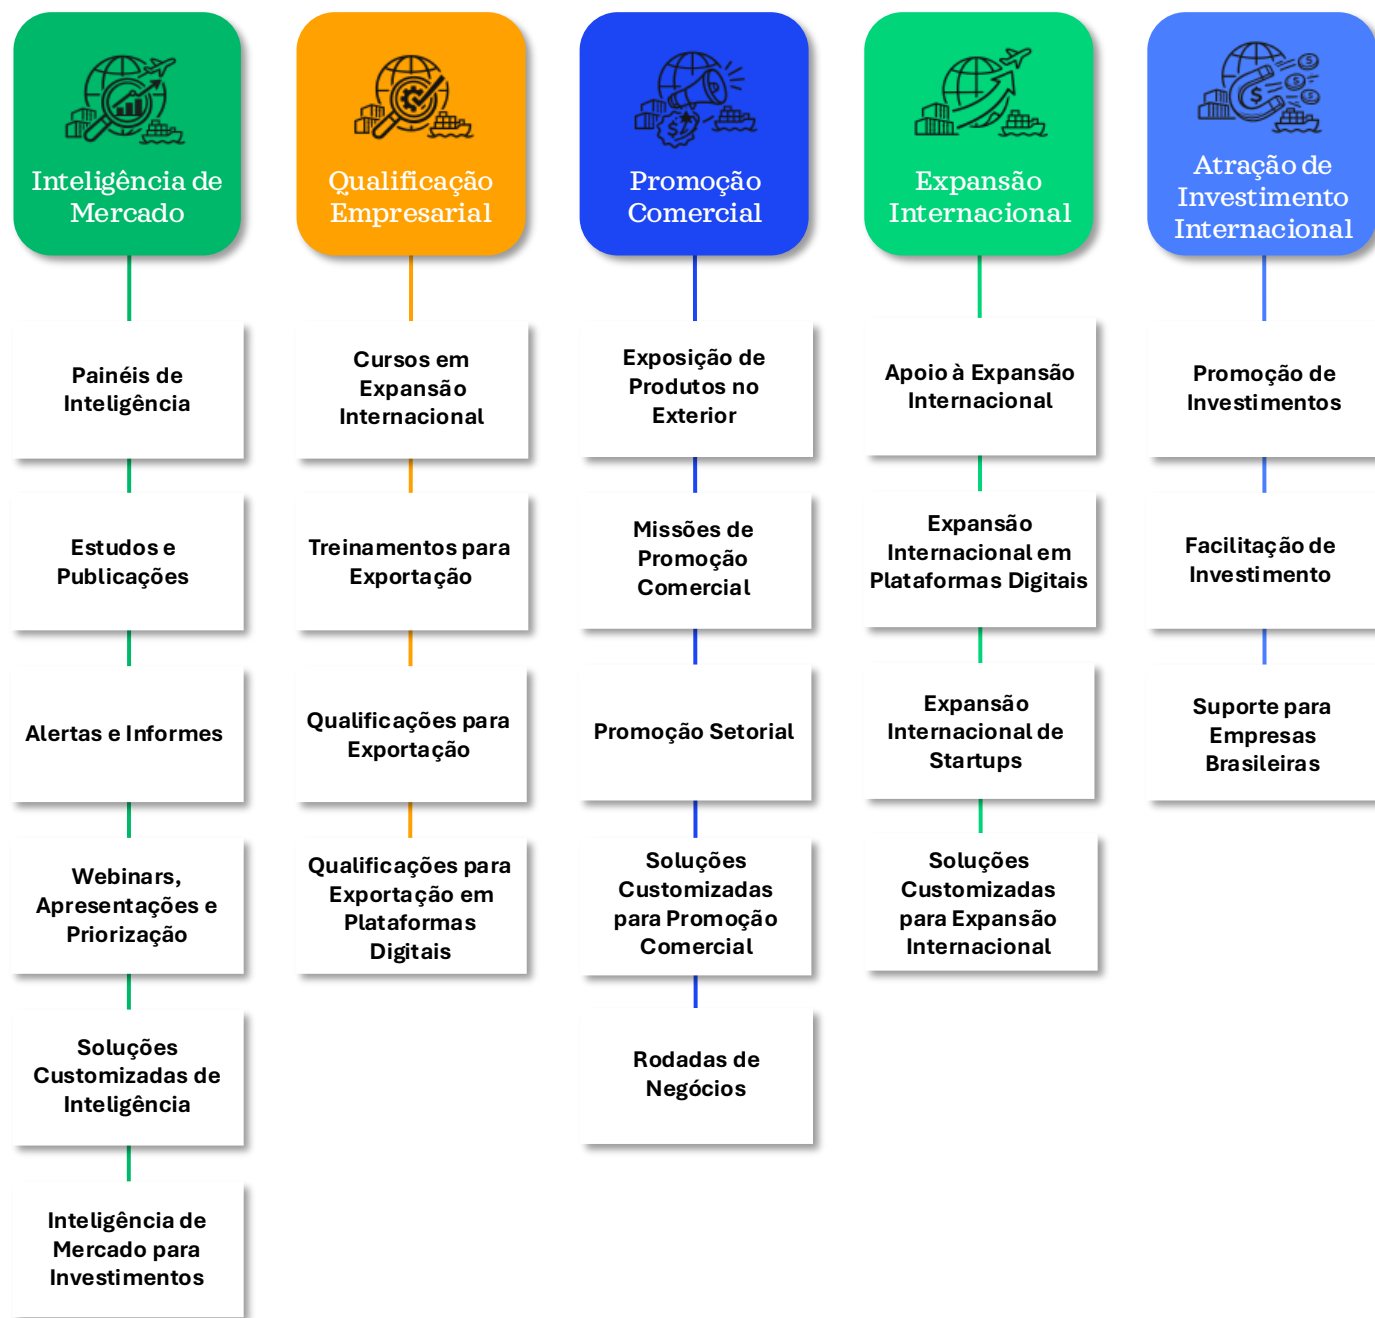 Inteligência de
Mercado
Painéis de
Inteligência
Estudos e
Publicações
Alertas e Informes
Webinars,
Apresentações e
Priorização
Soluções
Customizadas de
Inteligência
Inteligência de
Mercado para
Investimentos
Qualificação
Empresarial
Cursos em
Expansão
Internacional
Treinamentos para
Exportação
Qualificações para
Exportação
Qualificações para
Exportação em
Plataformas
Digitais
Promoção
Comercial
Exposição de
Produtos no
Exterior
Missões de
Promoção
Comercial
Promoção Setorial
Soluções
Customizadas
para Promoção
Comercial
Rodadas de
Negócios
Expansão
Internacional
Apoio à Expansão
Internacional
Expansão
Internacional em
Plataformas Digitais
Expansão
Internacional de
Startups
Soluções
Customizadas
para Expansão
Internacional
Atração de
Investimento
Internacional
Promoção de
Investimentos
Facilitação de
Investimento
Suporte para
Empresas
Brasileiras